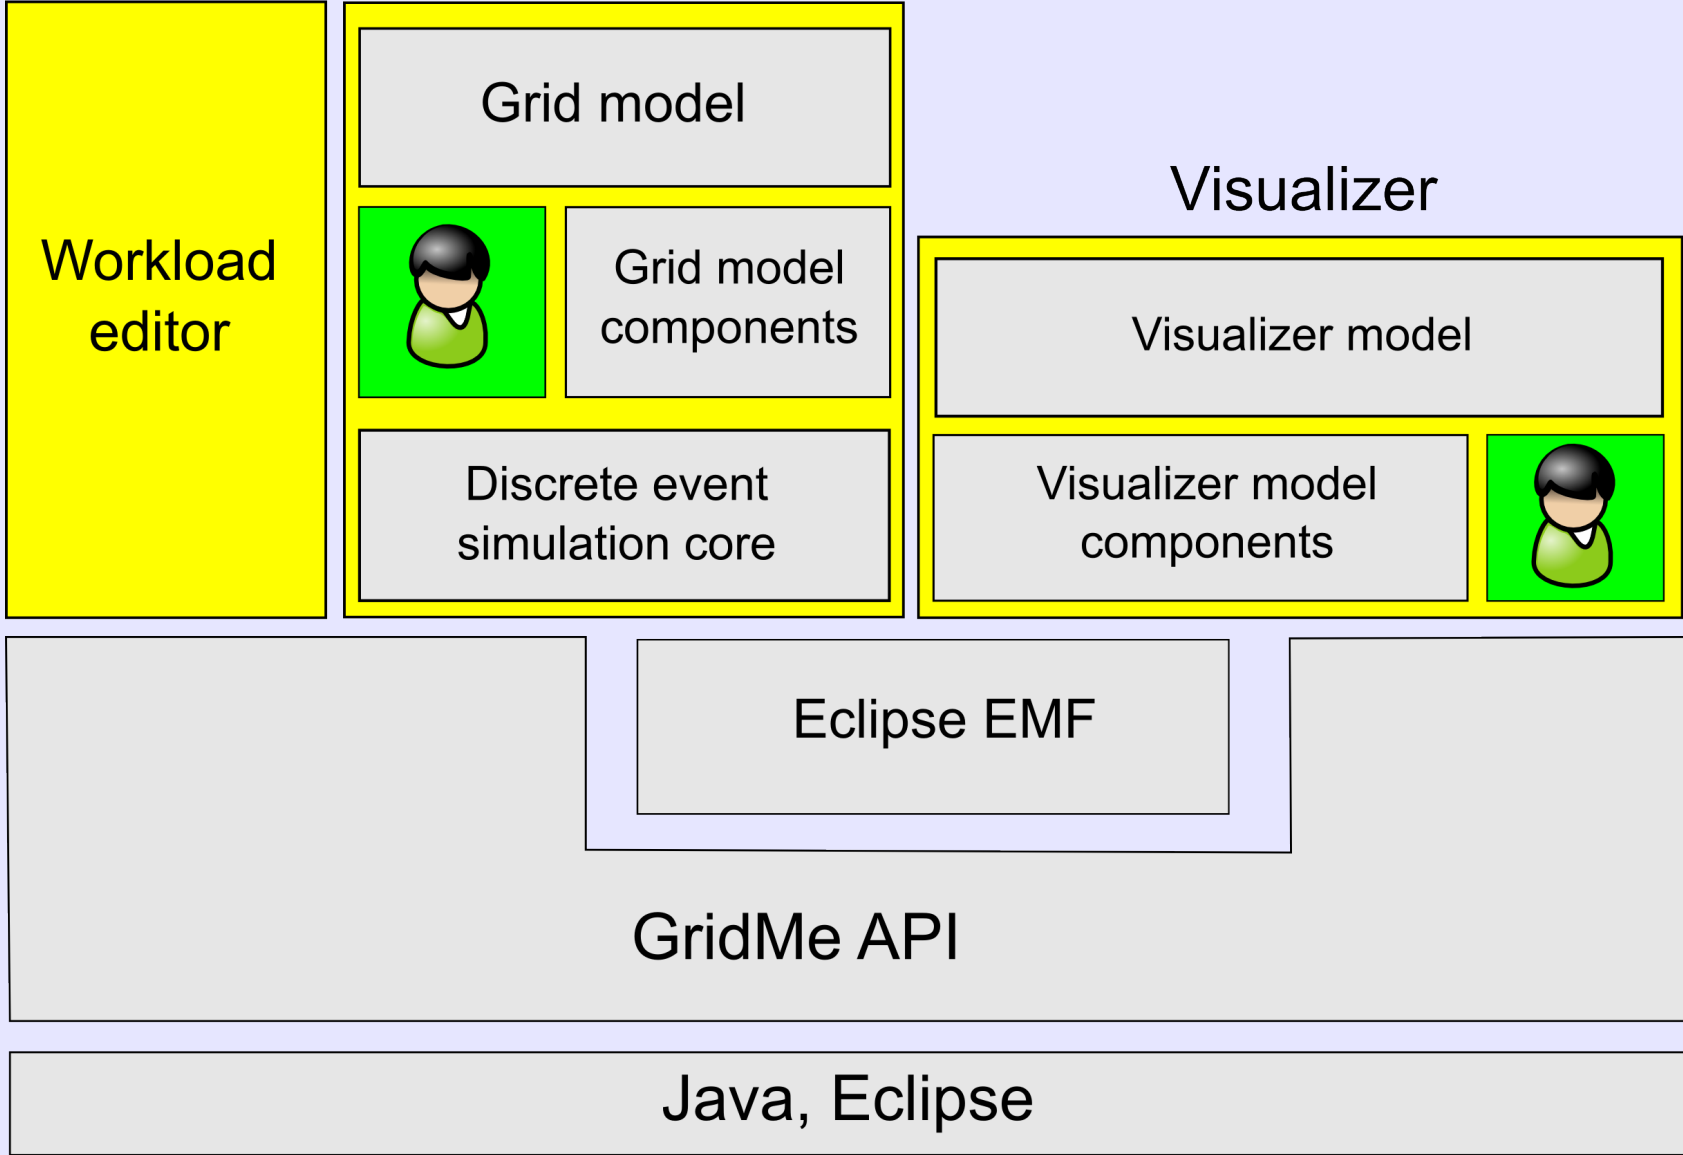 Workload
editor
Grid model
Grid model
components
Discrete event
simulation core
Visualizer
Visualizer model
Visualizer model
components
Eclipse EMF
GridMe API
Java, Eclipse